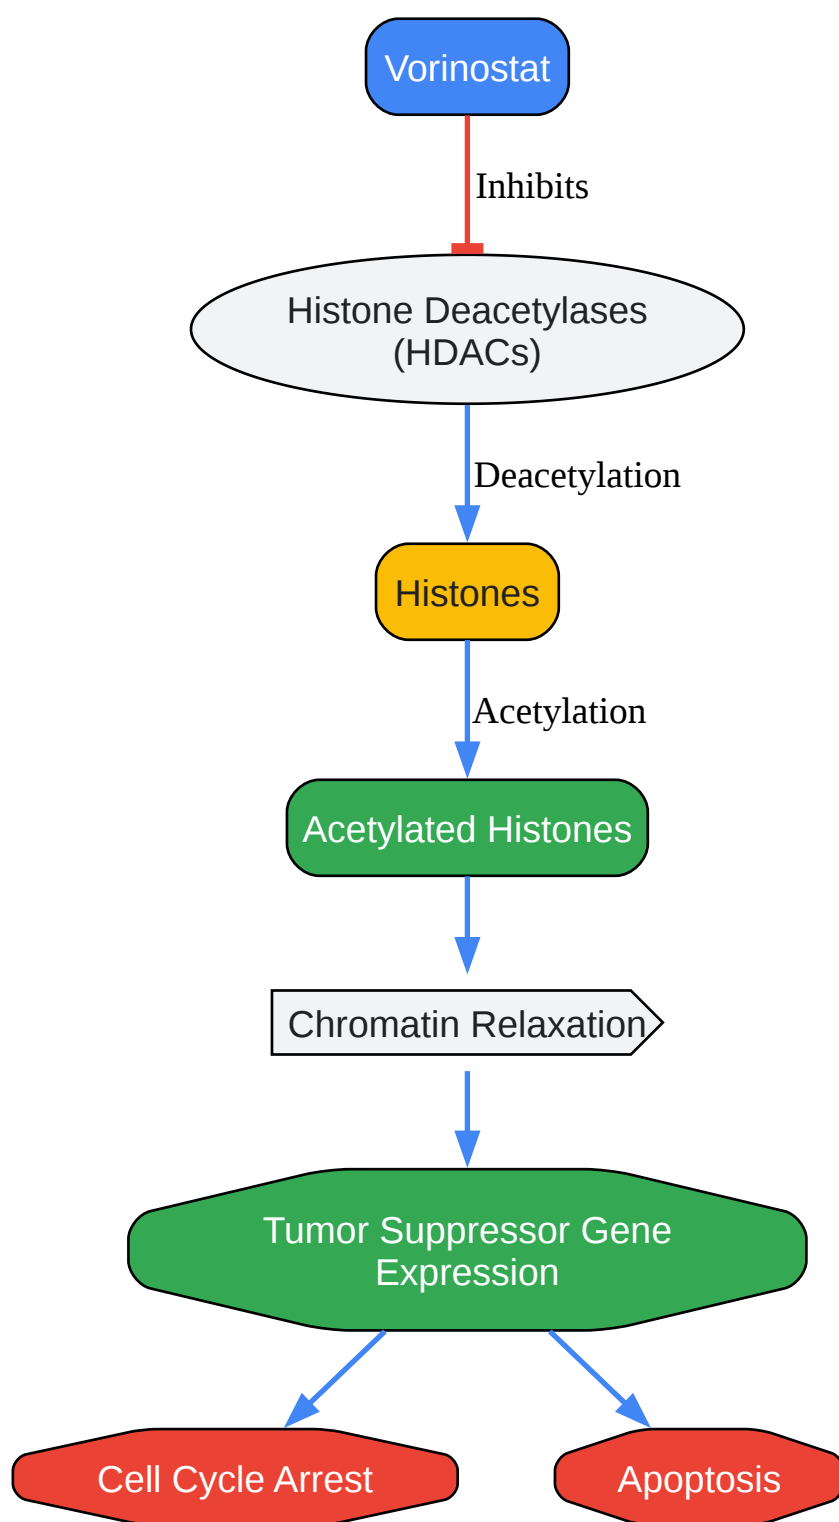 Vorinostat
Inhibits
Histone Deacetylases
(HDACs)
Deacetylation
Histones
Acetylation
Acetylated Histones
Chromatin Relaxation
Tumor Suppressor Gene
Expression
Cell Cycle Arrest
Apoptosis